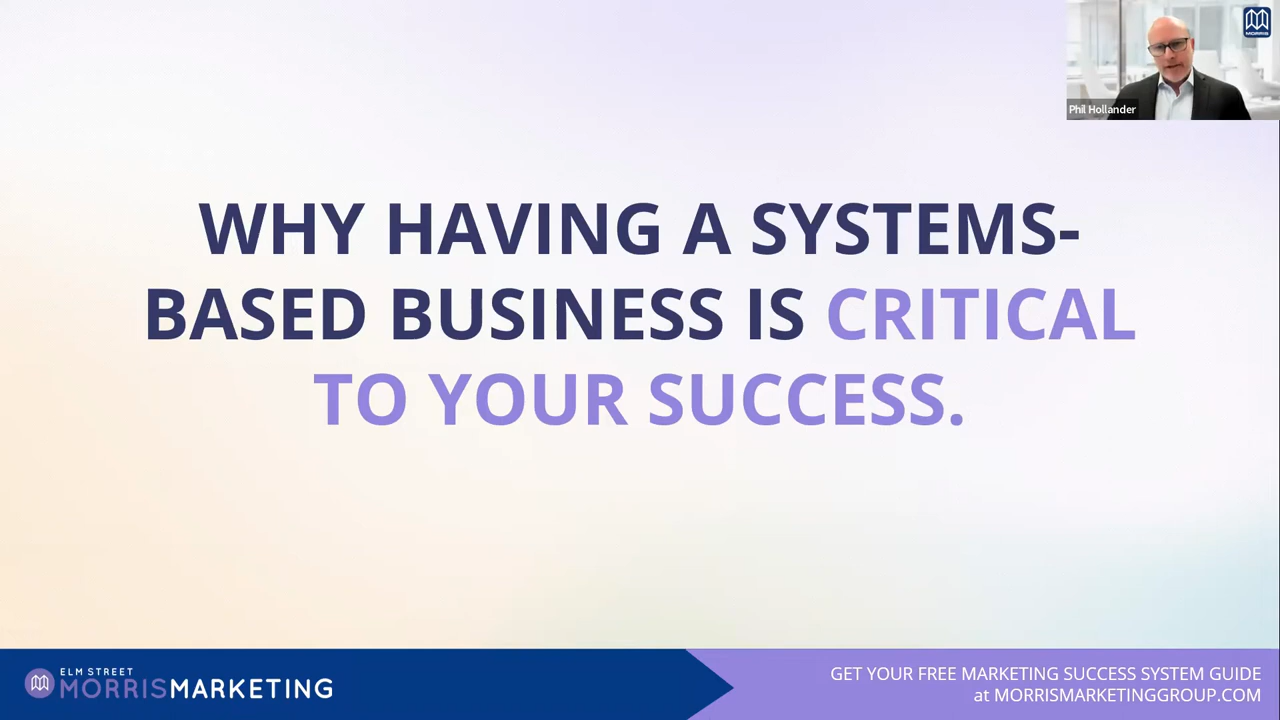 MORRIS
Phil Hollander
WHY HAVING A SYSTEMS-
BASED BUSINESS IS CRITICAL
TO YOUR SUCCESS.
ELM STREET
MORRISMARKETING
GET YOUR FREE MARKETING SUCCESS SYSTEM GUIDE
at MORRISMARKETINGGROUP.COM